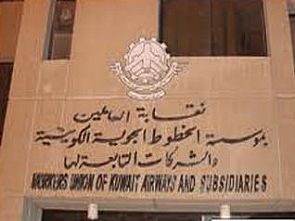 نقابة العاملين
بمؤسسة الخطوط الجوية الكويتية
والشركات التابعة لها
WORKERS UNION OF KUWAIT AIRWAYS AND SUBSIDIARIES